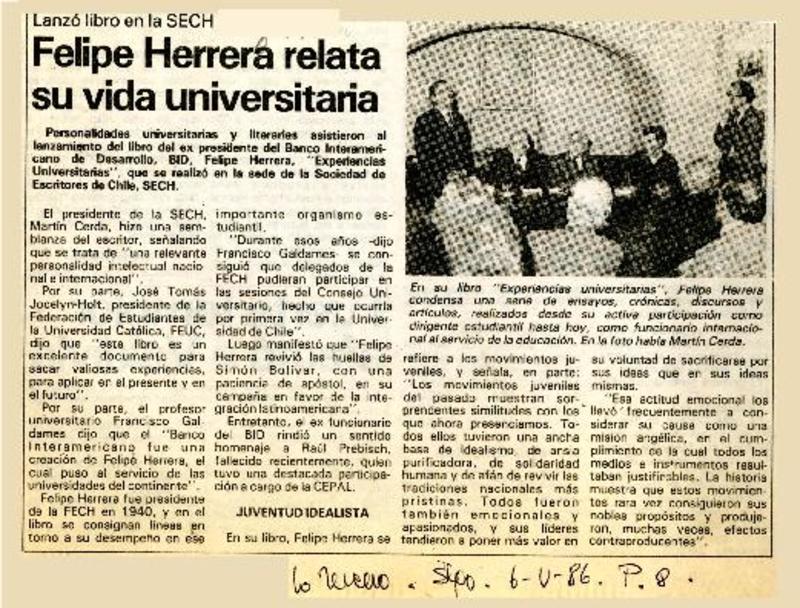 Lanzó libro en la SECH
Felipe Herrera relata
su vida universitaria
Personalidades universitarias y literarias asistieron al
lanzamiento del libro del ex presidente del Banco Interameri-
cano de Desarrollo, BID, Felipe Herrera, "Experiencias
Universitarias", que se realizó en la sede de la Sociedad de
Escritores de Chile, SECH.
El presidente de la SECH,
Martín Cerda, hizo una sem-
blanza del escritor, señalando
que se trata de "una relevante
personalidad intelectual nacio-
nal e internacional".
Por su parte, José Tomás
Jocelyn-Holt, presidente de la
Federación de Estudiantes de
la Universidad Católica, FEUC,
dijo que "este libro es un
excelente documento para
sacar valiosas experiencias,
para aplicar en el presente y en
el futuro".
Por su parte, el profesor
universitario Francisco Gal-
dames dijo que el "Banco
Interamericano fue una
creación de Felipe Herrera, el
cual puso al servicio de las
universidades del continente".
Felipe Herrera fue presidente
de la FECH en 1940, y en el
libro se consignan líneas en
torno a su desempeño en ese
importante organismo es-
tudiantil.
"Durante esos años -dijo
Francisco Galdames- se con-
siguió que delegados de la
FECH pudieran participar en
las sesiones del Consejo Uni-
versitario, hecho que ocurría
por primera vez en la Univer-
sidad de Chile".
Luego manifestó que "Felipe
Herrera revivió las huellas de
Simón Bolívar, con una
paciencia de apóstol, en su
campaña en favor de la inte-
gración latinoamericana".
Entretanto, el ex funcionario
del BID rindió un sentido
homenaje a Raúl Prebisch,
fallecido recientemente, quien
tuvo una destacada participa-
ción a cargo de la CEPAL.
JUVENTUD IDEALISTA
En su libro, Felipe Herrera se
En su libro "Experiencias universitarias", Felipe Herrera
condensa una serie de ensayos, crónicas, discursos y
artículos, realizados desde su activa participación como
dirigente estudiantil hasta hoy, como funcionario internacio-
nal al servicio de la educación. En la foto habla Martín Cerda.
refiere a los movimientos ju-
veniles, y señala, en parte:
"Los movimientos juveniles
del pasado muestran sor-
prendentes similitudes con los
que ahora presenciamos. To-
dos ellos tuvieron una ancha
base de idealismo, de ansia
purificadora, de solidaridad
humana y de afán de revivir las
tradiciones nacionales más
prístinas. Todos fueron
también emocionales y
apasionados, y sus líderes
tendieron a poner más valor en
su voluntad de sacrificarse por
sus ideas que en sus ideas
mismas.
"Esa actitud emocional los
llevó frecuentemente a con-
siderar su causa como una
misión angélica, en el cum-
plimiento de la cual todos los
medios e instrumentos resul-
taban justificables. La historia
muestra que estos movimien-
tos rara vez consiguieron sus
nobles propósitos y produje-
ron, muchas veces, efectos
contraproducentes".
La Tercera. Stgo. 6-V-86. P. 8.